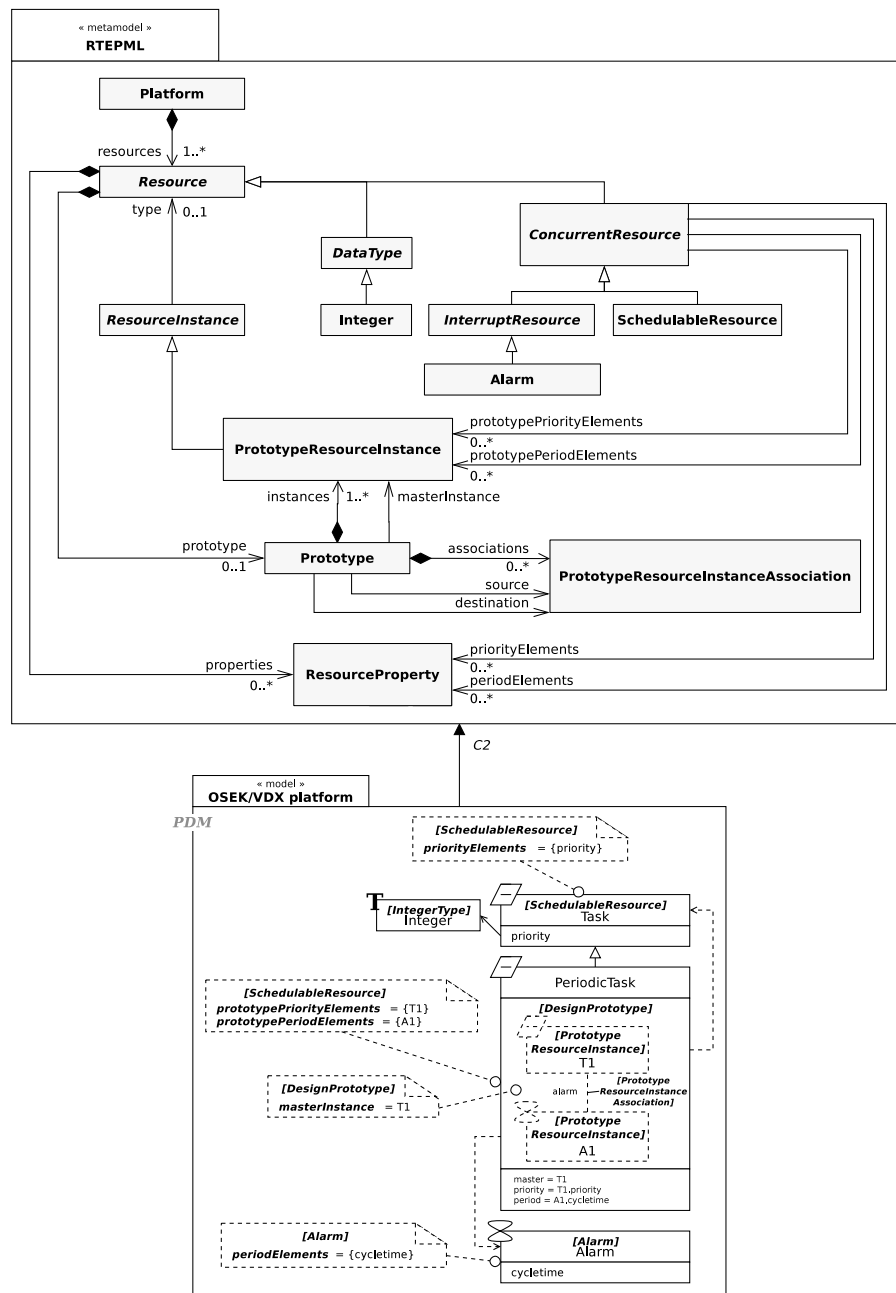 « metamodel »
RTEPML
Platform
resources
1..*
Resource
type
0..1
DataType
ConcurrentResource
ResourceInstance
Integer
InterruptResource
SchedulableResource
Alarm
prototypePriorityElements
0..*
PrototypeResourceInstance
prototypePeriodElements
0..*
instances
1..*
masterInstance
prototype
0..1
Prototype
associations
0..*
PrototypeResourceInstanceAssociation
source
destination
priorityElements
0..*
properties
0..*
ResourceProperty
periodElements
0..*
C2
« model »
OSEK/VDX platform
PDM
[SchedulableResource]
priorityElements = {priority}
T
[IntegerType]
Integer
[SchedulableResource]
Task
priority
PeriodicTask
[SchedulableResource]
prototypePriorityElements = {T1}
prototypePeriodElements = {A1}
[DesignPrototype]
[Prototype
ResourceInstance]
T1
[DesignPrototype]
masterInstance = T1
alarm
[Prototype
ResourceInstance
Association]
[Prototype
ResourceInstance]
A1
master = T1
priority = T1.priority
period = A1.cycletime
[Alarm]
periodElements = {cycletime}
[Alarm]
Alarm
cycletime